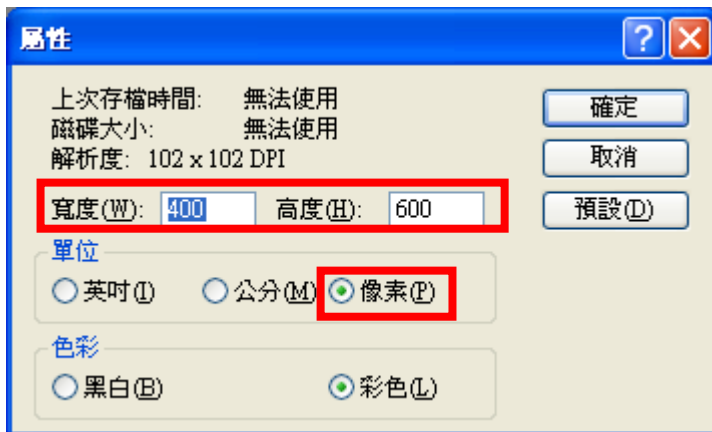 屬性
上次存檔時間: 無法使用
磁碟大小: 無法使用
解析度: 102 x 102 DPI
寬度(W): 400 高度(H): 600
單位
英吋(I) 公分(M) 像素(P)
色彩
黑白(B) 彩色(L)
確定
取消
預設(D)